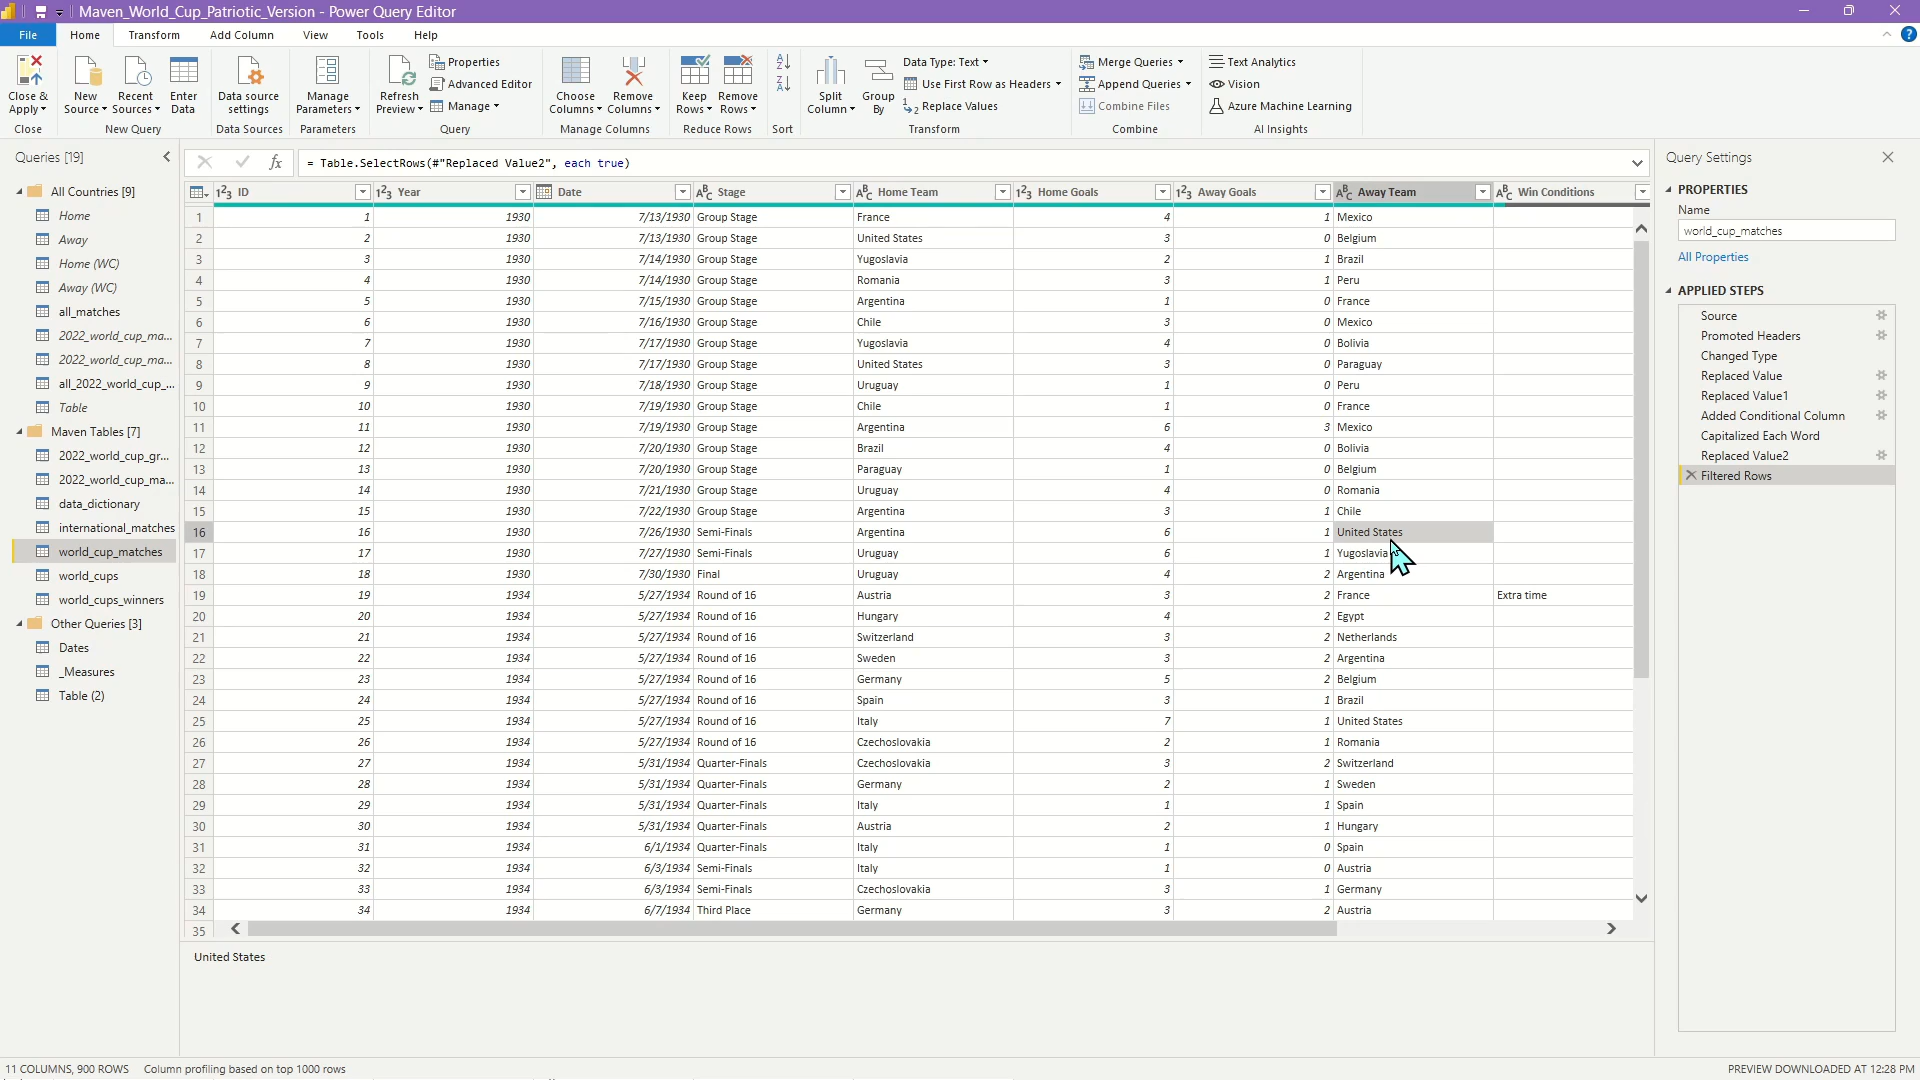 Maven_World_Cup_Patriotic_Version - Power Query Editor
File Home Transform Add Column View Tools Help
Close & Apply
New Source
Recent Sources
Enter Data
Data source settings
Manage Parameters
Refresh Preview
Properties
Advanced Editor
Manage
Choose Columns
Remove Columns
Keep Rows
Remove Rows
Split Column
Group By
Data Type: Text
Use First Row as Headers
Replace Values
Merge Queries
Append Queries
Combine Files
Text Analytics
Vision
Azure Machine Learning
Close New Query Data Sources Parameters Query Manage Columns Reduce Rows Sort Transform Combine AI Insights
Queries [19]
All Countries [9]
Home
Away
Home (WC)
Away (WC)
all_matches
2022_world_cup_ma...
2022_world_cup_ma...
all_2022_world_cup_...
Table
Maven Tables [7]
2022_world_cup_gr...
2022_world_cup_ma...
data_dictionary
international_matches
world_cup_matches
world_cups
world_cups_winners
Other Queries [3]
Dates
_Measures
Table (2)
fx = Table.SelectRows(#"Replaced Value2", each true)
123 ID 123 Year Date ABC Stage ABC Home Team 123 Home Goals 123 Away Goals ABC Away Team ABC Win Conditions
1 1 1930 7/13/1930 Group Stage France 4 1 Mexico
2 2 1930 7/13/1930 Group Stage United States 3 0 Belgium
3 3 1930 7/14/1930 Group Stage Yugoslavia 2 1 Brazil
4 4 1930 7/14/1930 Group Stage Romania 3 1 Peru
5 5 1930 7/15/1930 Group Stage Argentina 1 0 France
6 6 1930 7/16/1930 Group Stage Chile 3 0 Mexico
7 7 1930 7/17/1930 Group Stage Yugoslavia 4 0 Bolivia
8 8 1930 7/17/1930 Group Stage United States 3 0 Paraguay
9 9 1930 7/18/1930 Group Stage Uruguay 1 0 Peru
10 10 1930 7/19/1930 Group Stage Chile 1 0 France
11 11 1930 7/19/1930 Group Stage Argentina 6 3 Mexico
12 12 1930 7/20/1930 Group Stage Brazil 4 0 Bolivia
13 13 1930 7/20/1930 Group Stage Paraguay 1 0 Belgium
14 14 1930 7/21/1930 Group Stage Uruguay 4 0 Romania
15 15 1930 7/22/1930 Group Stage Argentina 3 1 Chile
16 16 1930 7/26/1930 Semi-Finals Argentina 6 1 United States
17 17 1930 7/27/1930 Semi-Finals Uruguay 6 1 Yugoslavia
18 18 1930 7/30/1930 Final Uruguay 4 2 Argentina
19 19 1934 5/27/1934 Round of 16 Austria 3 2 France Extra time
20 20 1934 5/27/1934 Round of 16 Hungary 4 2 Egypt
21 21 1934 5/27/1934 Round of 16 Switzerland 3 2 Netherlands
22 22 1934 5/27/1934 Round of 16 Sweden 3 2 Argentina
23 23 1934 5/27/1934 Round of 16 Germany 5 2 Belgium
24 24 1934 5/27/1934 Round of 16 Spain 3 1 Brazil
25 25 1934 5/27/1934 Round of 16 Italy 7 1 United States
26 26 1934 5/27/1934 Round of 16 Czechoslovakia 2 1 Romania
27 27 1934 5/31/1934 Quarter-Finals Czechoslovakia 3 2 Switzerland
28 28 1934 5/31/1934 Quarter-Finals Germany 2 1 Sweden
29 29 1934 5/31/1934 Quarter-Finals Italy 1 1 Spain
30 30 1934 5/31/1934 Quarter-Finals Austria 2 1 Hungary
31 31 1934 6/1/1934 Quarter-Finals Italy 1 0 Spain
32 32 1934 6/3/1934 Semi-Finals Italy 1 0 Austria
33 33 1934 6/3/1934 Semi-Finals Czechoslovakia 3 1 Germany
34 34 1934 6/7/1934 Third Place Germany 3 2 Austria
35
United States
Query Settings
PROPERTIES
Name
world_cup_matches
All Properties
APPLIED STEPS
Source
Promoted Headers
Changed Type
Replaced Value
Replaced Value1
Added Conditional Column
Capitalized Each Word
Replaced Value2
Filtered Rows
11 COLUMNS, 900 ROWS Column profiling based on top 1000 rows PREVIEW DOWNLOADED AT 12:28 PM